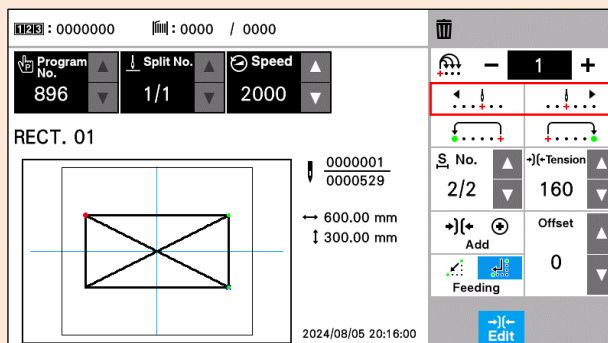 123 : 0000000 : 0000 / 0000
Program No. Split No. Speed
896 1/1 2000
RECT. 01
0000001
0000529
600.00 mm
300.00 mm
2024/08/05 20:16:00
1
S No. Tension
2/2 160
Add Offset
0
Feeding
Edit